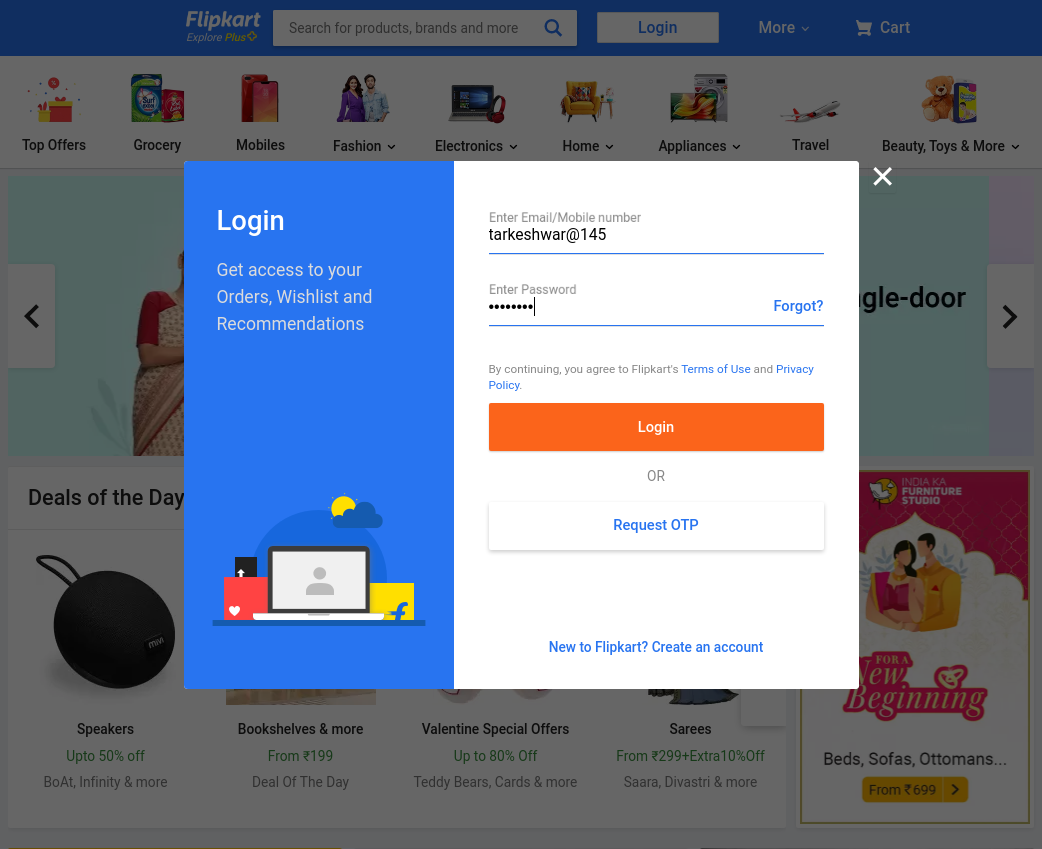 Flipkart
Explore Plus
Search for products, brands and more
Login
More
Cart
Top Offers
Grocery
Mobiles
Fashion
Electronics
Home
Appliances
Travel
Beauty, Toys & More
Login
Get access to your
Orders, Wishlist and
Recommendations
Enter Email/Mobile number
tarkeshwar@145
Enter Password
••••••••
Forgot?
By continuing, you agree to Flipkart's Terms of Use and Privacy
Policy.
Login
OR
Request OTP
New to Flipkart? Create an account
gle-door
Deals of the Day
mivi
INDIA KA
FURNITURE
STUDIO
FOR A
New
Beginning
Beds, Sofas, Ottomans...
From ₹699
Speakers
Upto 50% off
BoAt, Infinity & more
Bookshelves & more
From ₹199
Deal Of The Day
Valentine Special Offers
Up to 80% Off
Teddy Bears, Cards & more
Sarees
From ₹299+Extra10%Off
Saara, Divastri & more